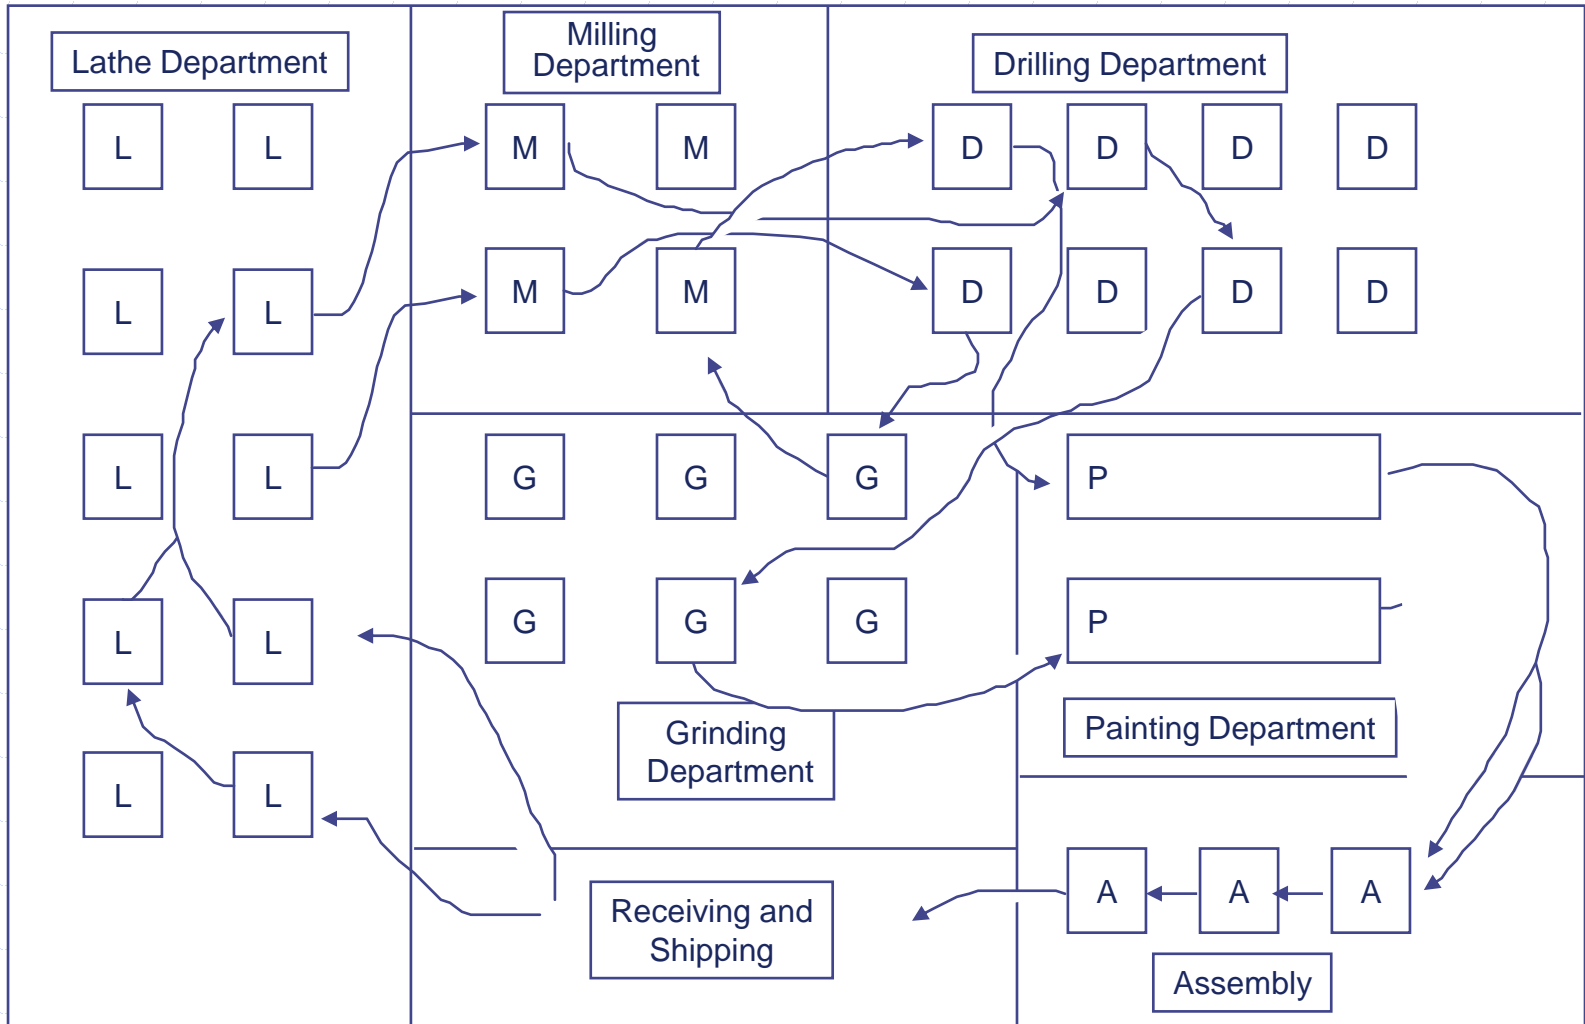 Lathe Department
Milling
Department
Drilling Department
L L M M D D D D
L L M M D D D D
L L G G G P
L L G G G P
Grinding
Department
Painting Department
L L
A A A
Receiving and
Shipping
Assembly